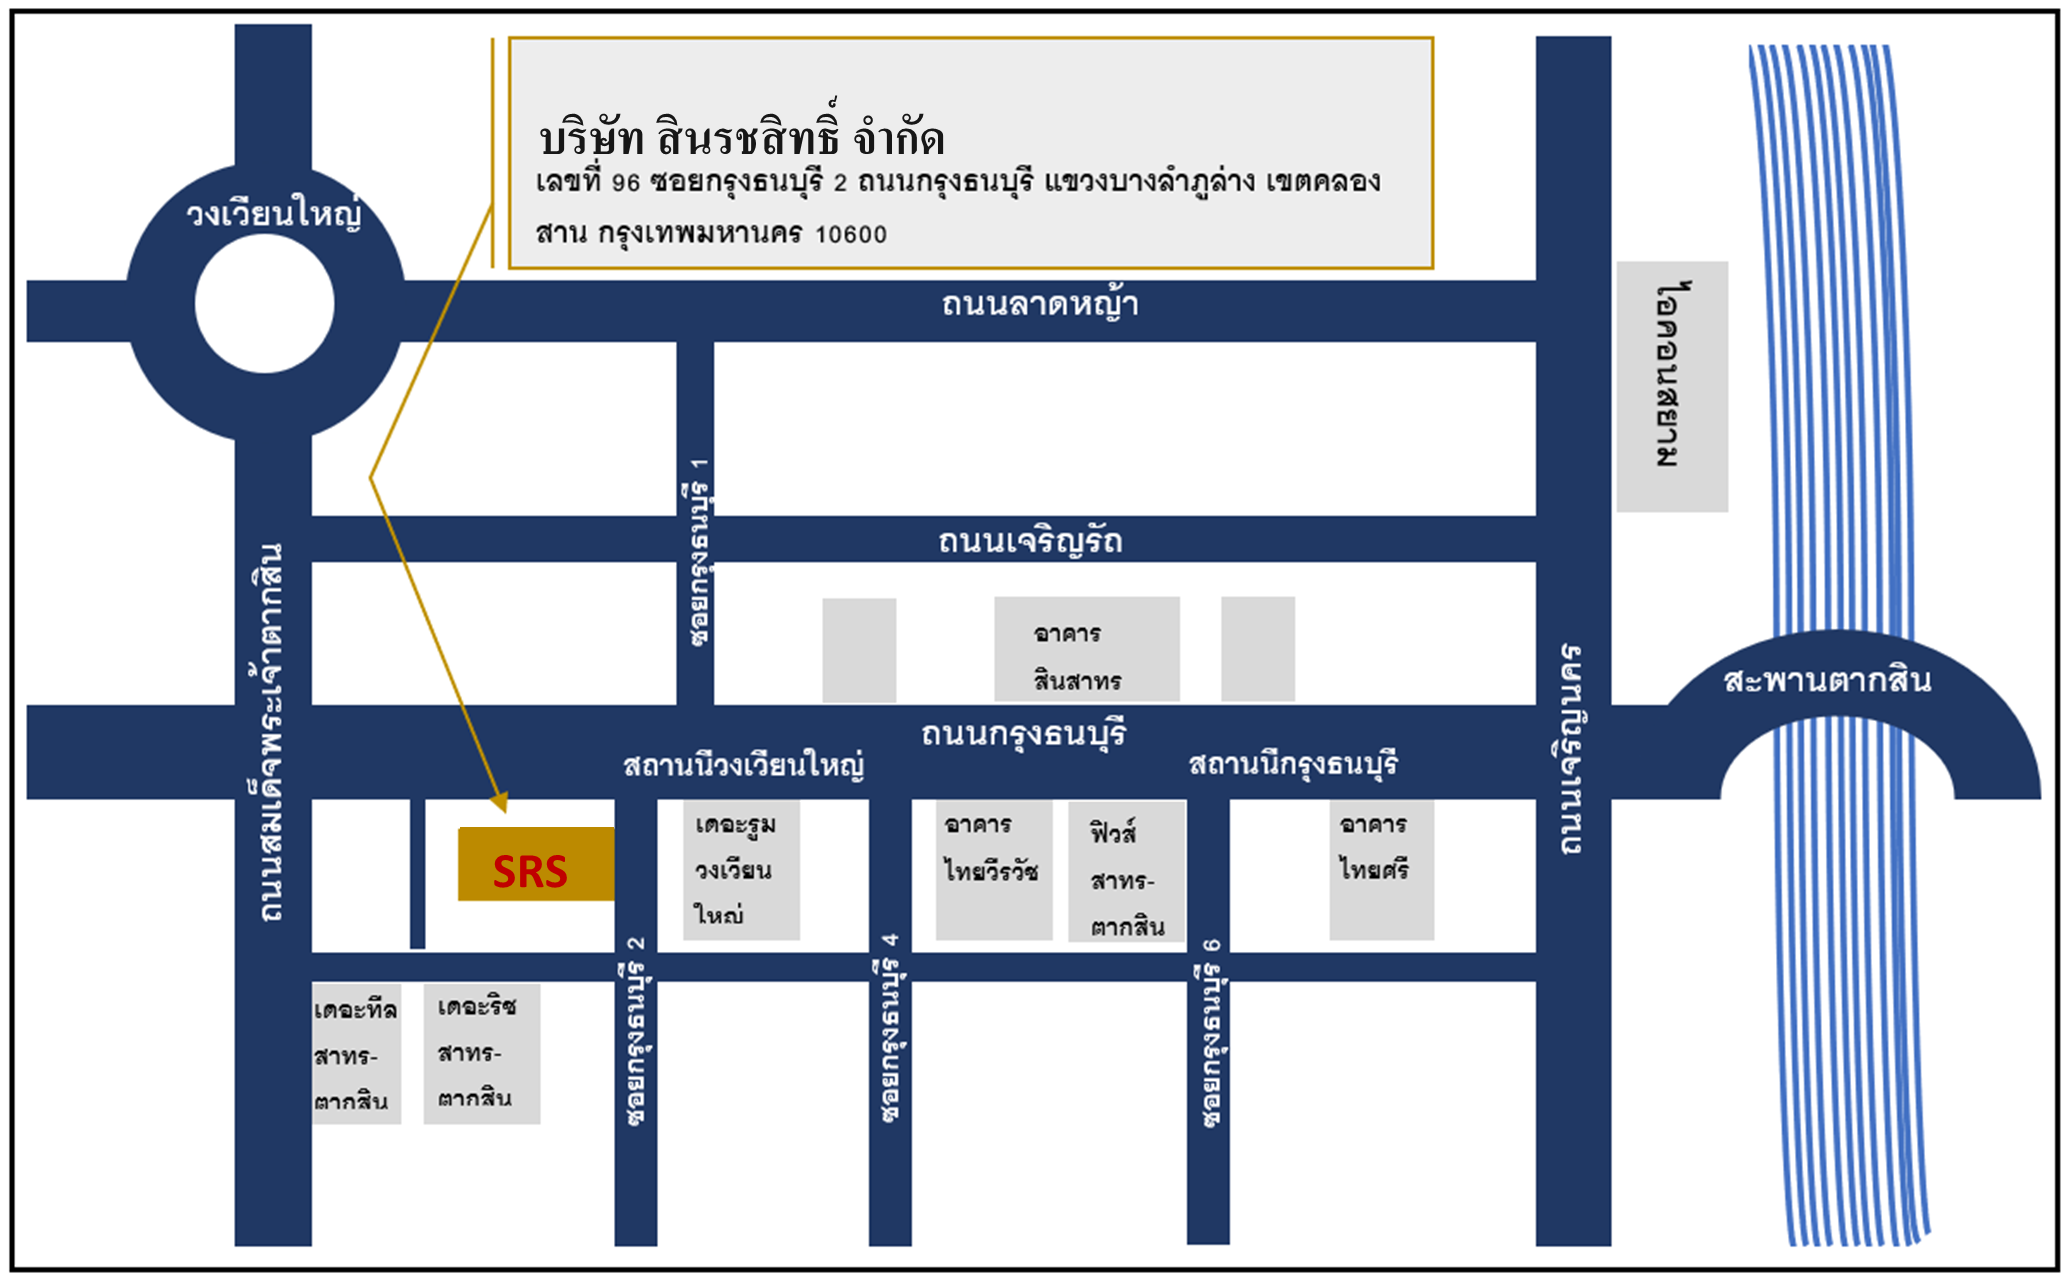 บริษัท สินรชสิทธิ์ จำกัด
เลขที่ 96 ซอยกรุงธนบุรี 2 ถนนกรุงธนบุรี แขวงบางลำภูล่าง เขตคลอง
สาน กรุงเทพมหานคร 10600
วงเวียนใหญ่
ถนนลาดหญ้า
ไอคอนสยาม
ซอยกรุงธนบุรี 1
ถนนเจริญรัถ
ถนนสมเด็จพระเจ้าตากสิน
อาคาร
สินสาทร
ถนนเจริญนคร
สะพานตากสิน
ถนนกรุงธนบุรี
สถานนีวงเวียนใหญ่
สถานนีกรุงธนบุรี
SRS
เดอะรูม
วงเวียน
ใหญ่
อาคาร
ไทยวีรวัช
ฟิวส์
สาทร-
ตากสิน
อาคาร
ไทยศรี
ซอยกรุงธนบุรี 2
ซอยกรุงธนบุรี 4
ซอยกรุงธนบุรี 6
เดอะทีล
สาทร-
ตากสิน
เดอะริช
สาทร-
ตากสิน